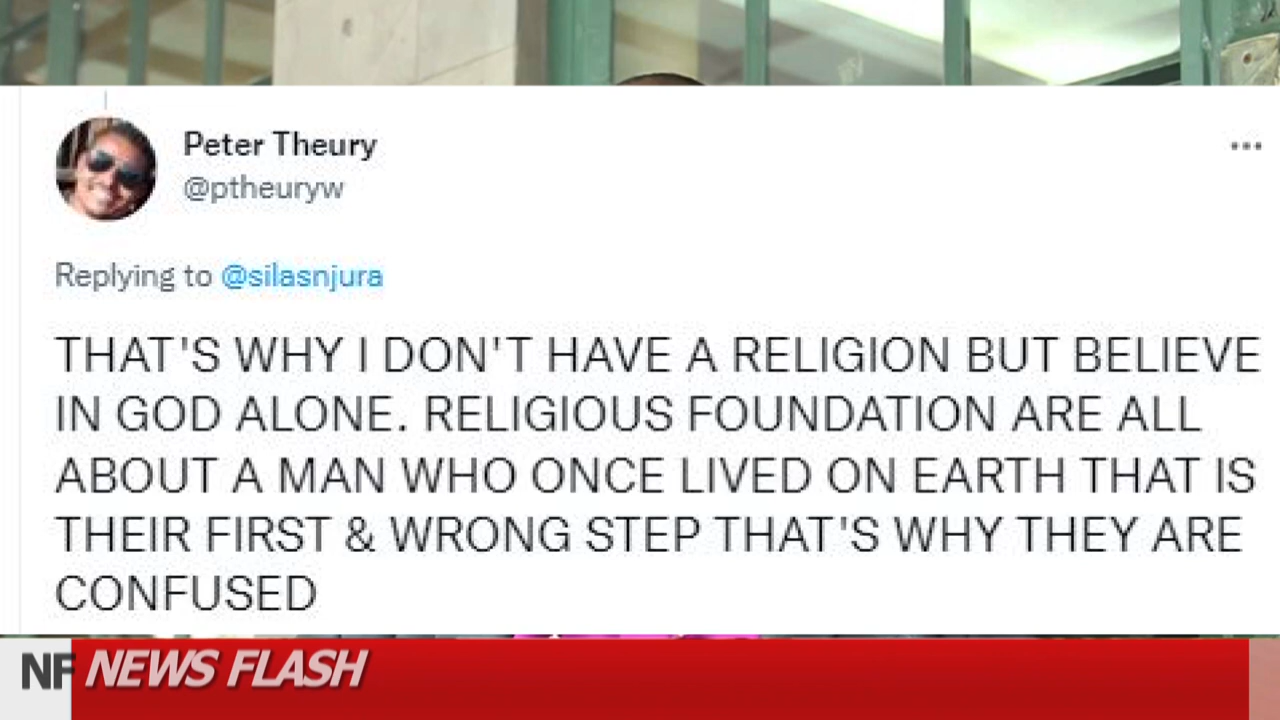 Peter Theury
@ptheuryw
Replying to @silasnjura
THAT'S WHY I DON'T HAVE A RELIGION BUT BELIEVE
IN GOD ALONE. RELIGIOUS FOUNDATION ARE ALL
ABOUT A MAN WHO ONCE LIVED ON EARTH THAT IS
THEIR FIRST & WRONG STEP THAT'S WHY THEY ARE
CONFUSED
NF NEWS FLASH